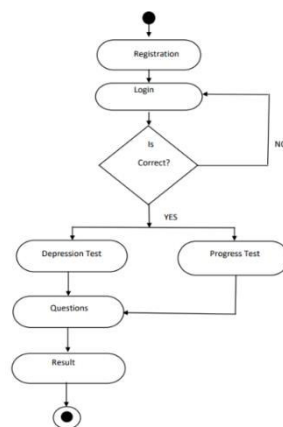 Registration
Login
Is
Correct?
NO
YES
Depression Test
Progress Test
Questions
Result